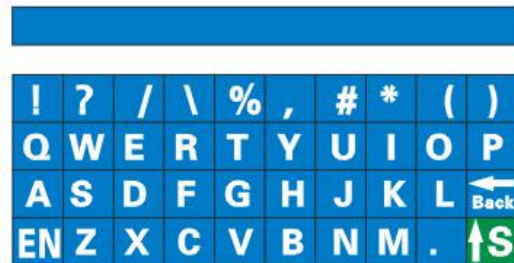 ! ? / \ % , # * ( )
Q W E R T Y U I O P
A S D F G H J K L Back
EN Z X C V B N M . S